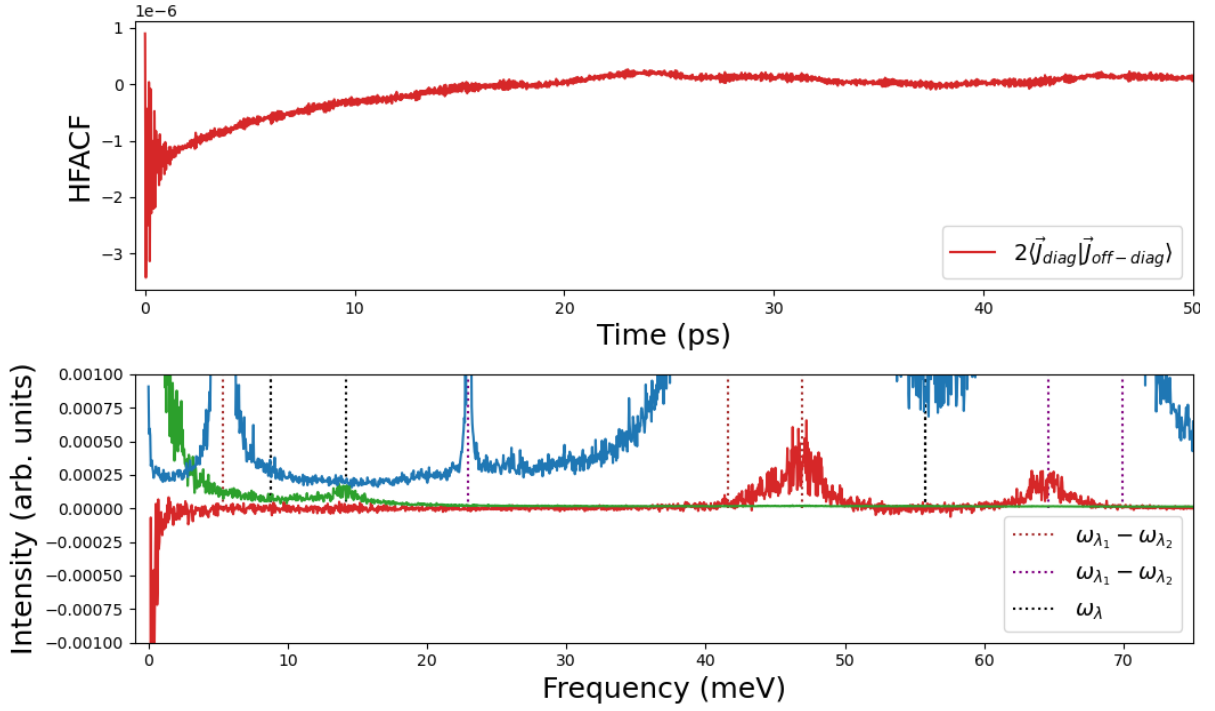 1e−6
1
0
−1
−2
−3
HFACF
2⟨J⃗diag|J⃗off−diag⟩
0 10 20 30 40 50
Time (ps)
0.00100
0.00075
0.00050
0.00025
0.00000
−0.00025
−0.00050
−0.00075
−0.00100
Intensity (arb. units)
ωλ1 − ωλ2
ωλ1 − ωλ2
ωλ
0 10 20 30 40 50 60 70
Frequency (meV)